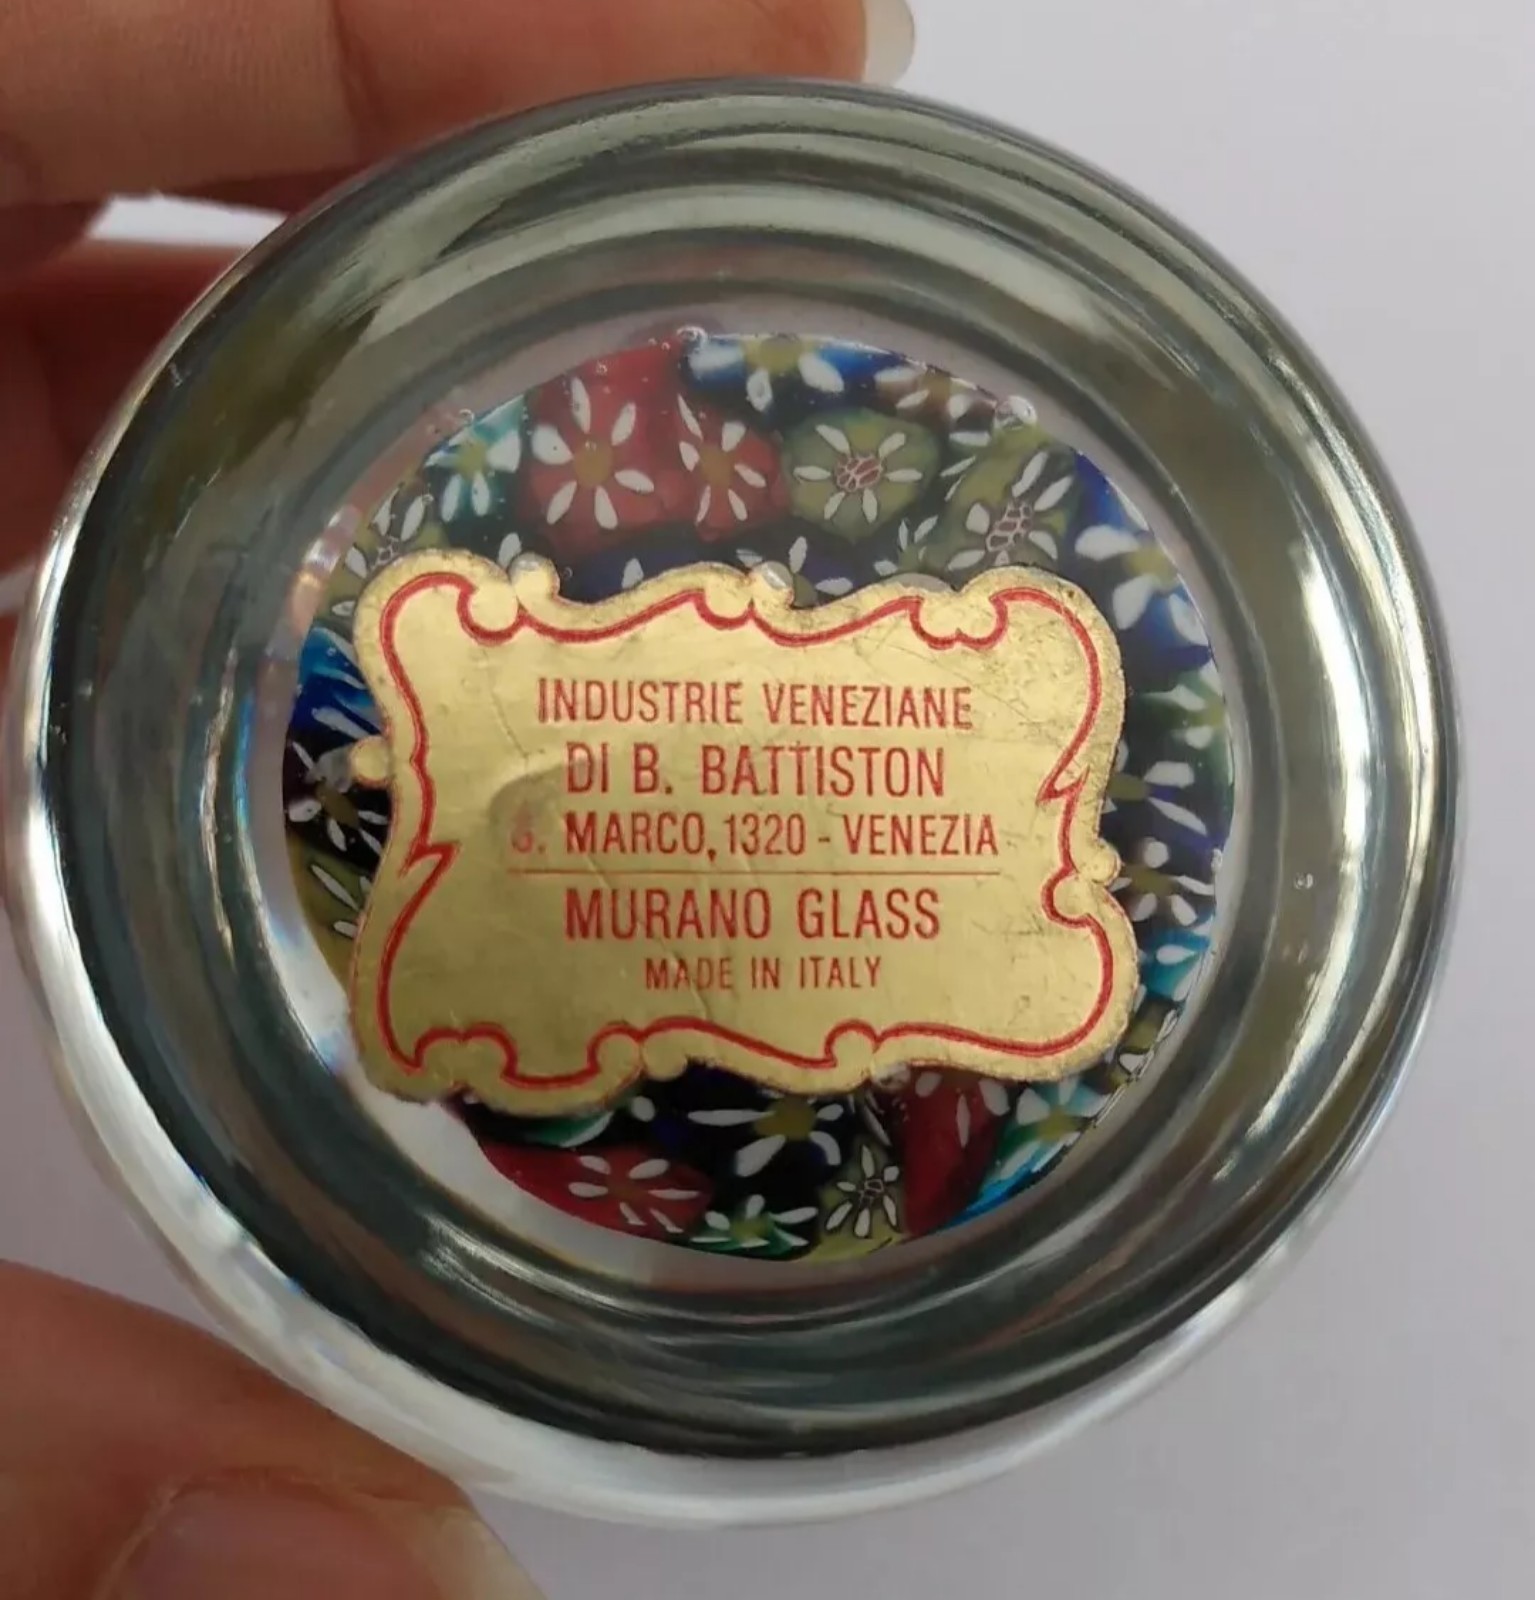 INDUSTRIE VENEZIANE
DI B. BATTISTON
S. MARCO, 1320 - VENEZIA
MURANO GLASS
MADE IN ITALY